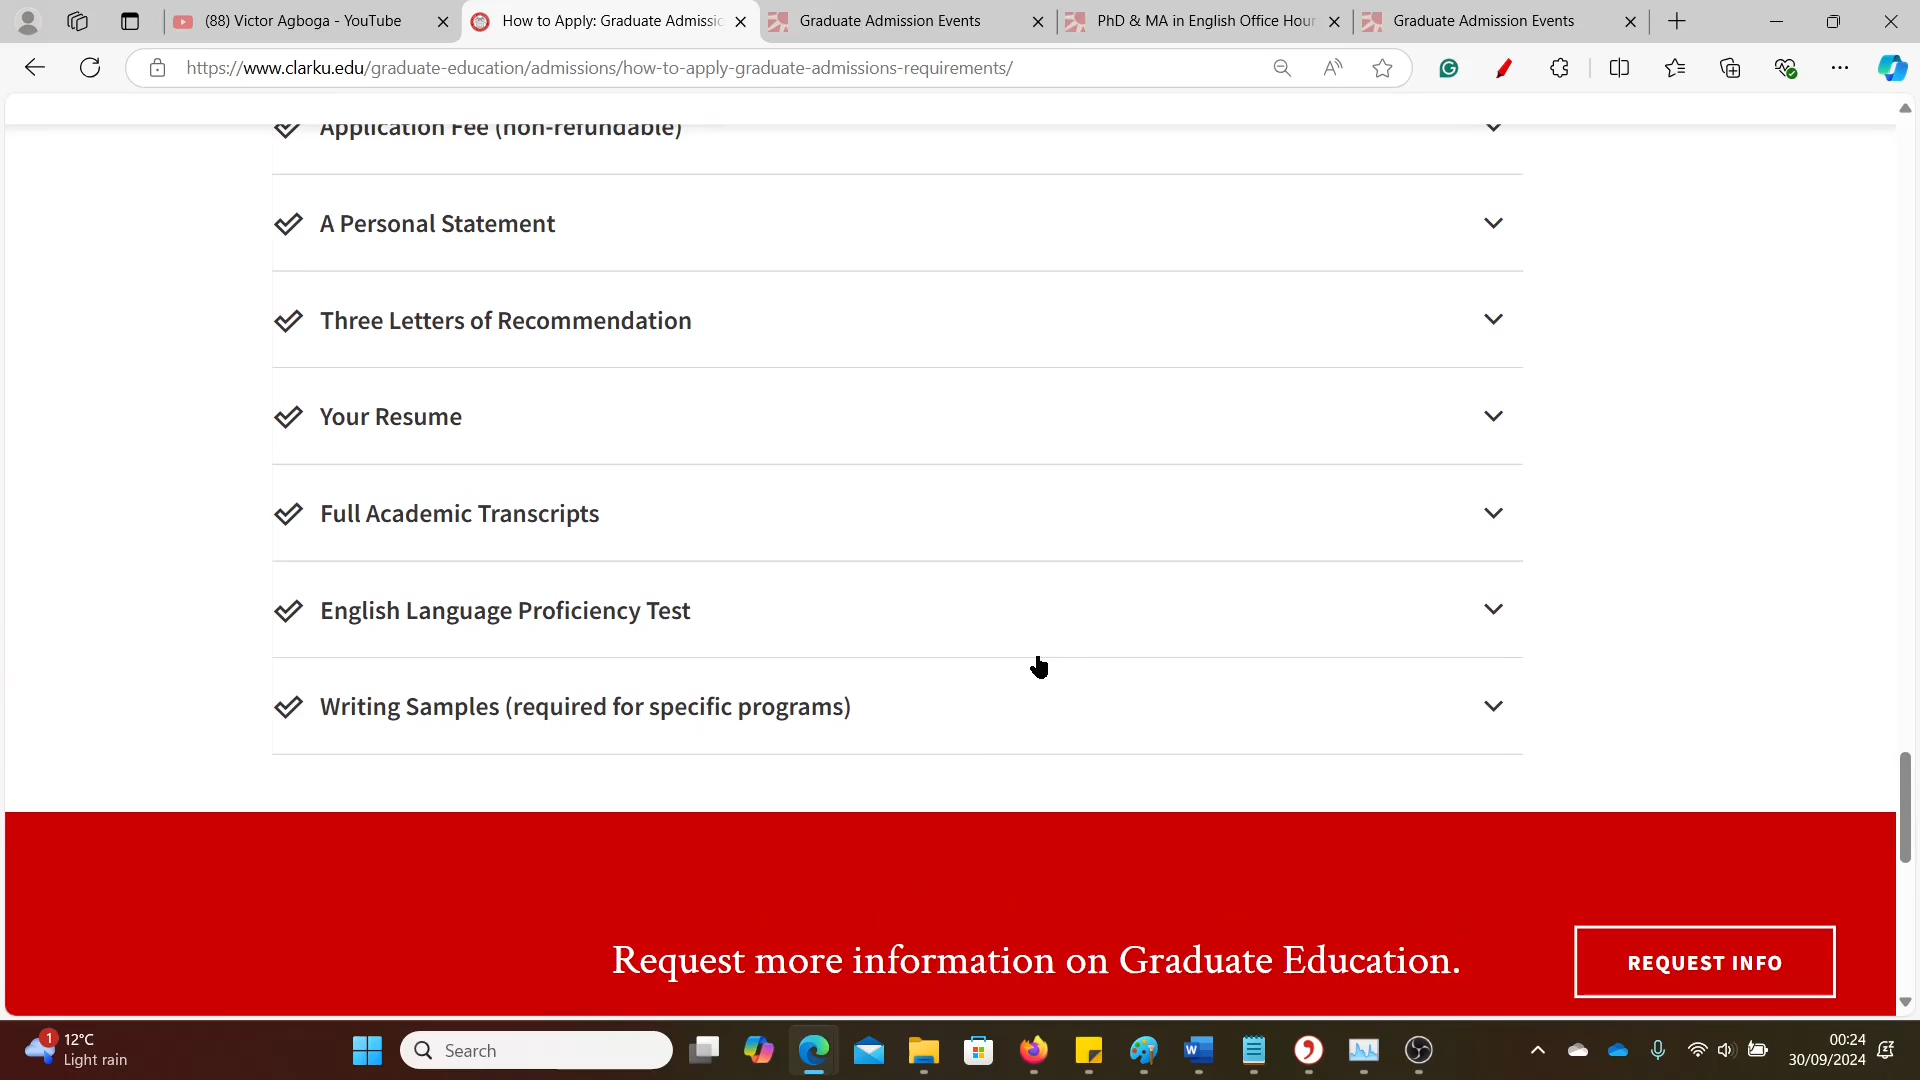 (88) Victor Agboga - YouTube
How to Apply: Graduate Admissic
Graduate Admission Events
PhD & MA in English Office Hour
Graduate Admission Events
https://www.clarku.edu/graduate-education/admissions/how-to-apply-graduate-admissions-requirements/
Application Fee (non-refundable)
A Personal Statement
Three Letters of Recommendation
Your Resume
Full Academic Transcripts
English Language Proficiency Test
Writing Samples (required for specific programs)
Request more information on Graduate Education.
REQUEST INFO
1
12°C
Light rain
Search
00:24
30/09/2024